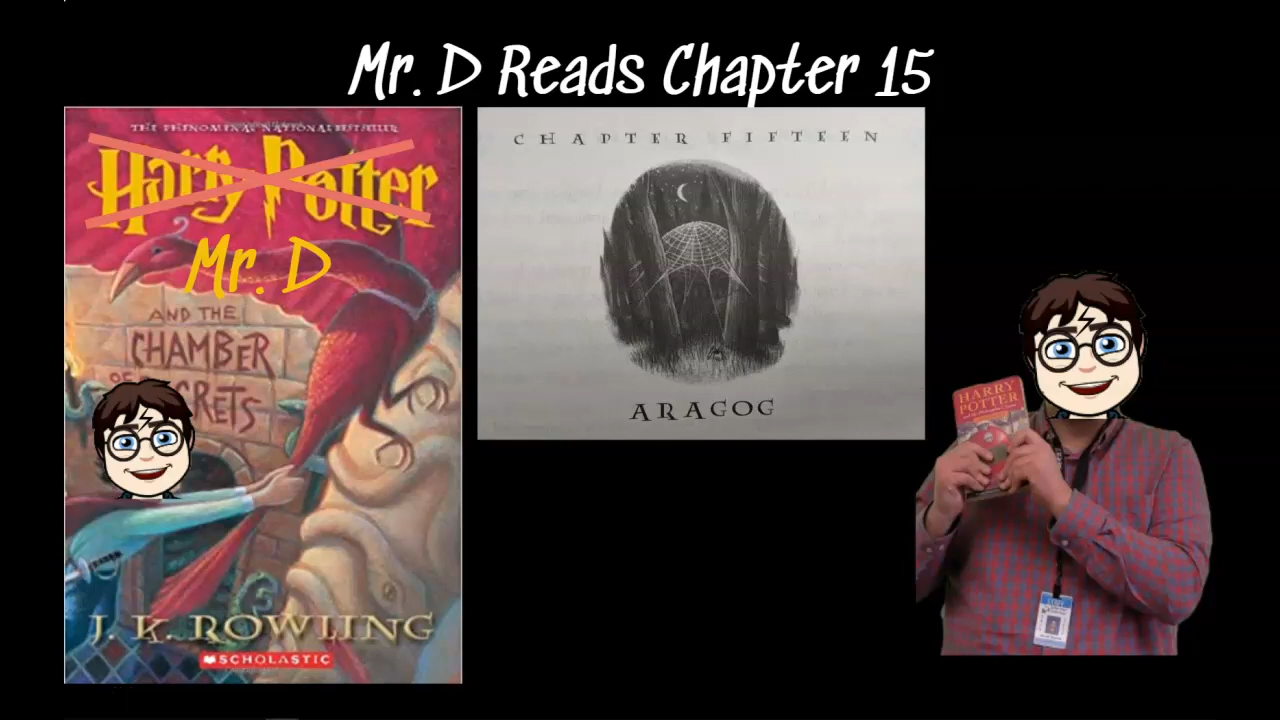 Mr. D Reads Chapter 15
THE PHENOMENAL NATIONAL BESTSELLER
Harry Potter
Mr. D
AND THE
CHAMBER
OF SECRETS
J. K. ROWLING
SCHOLASTIC
CHAPTER FIFTEEN
ARAGOG
HARRY
POTTER